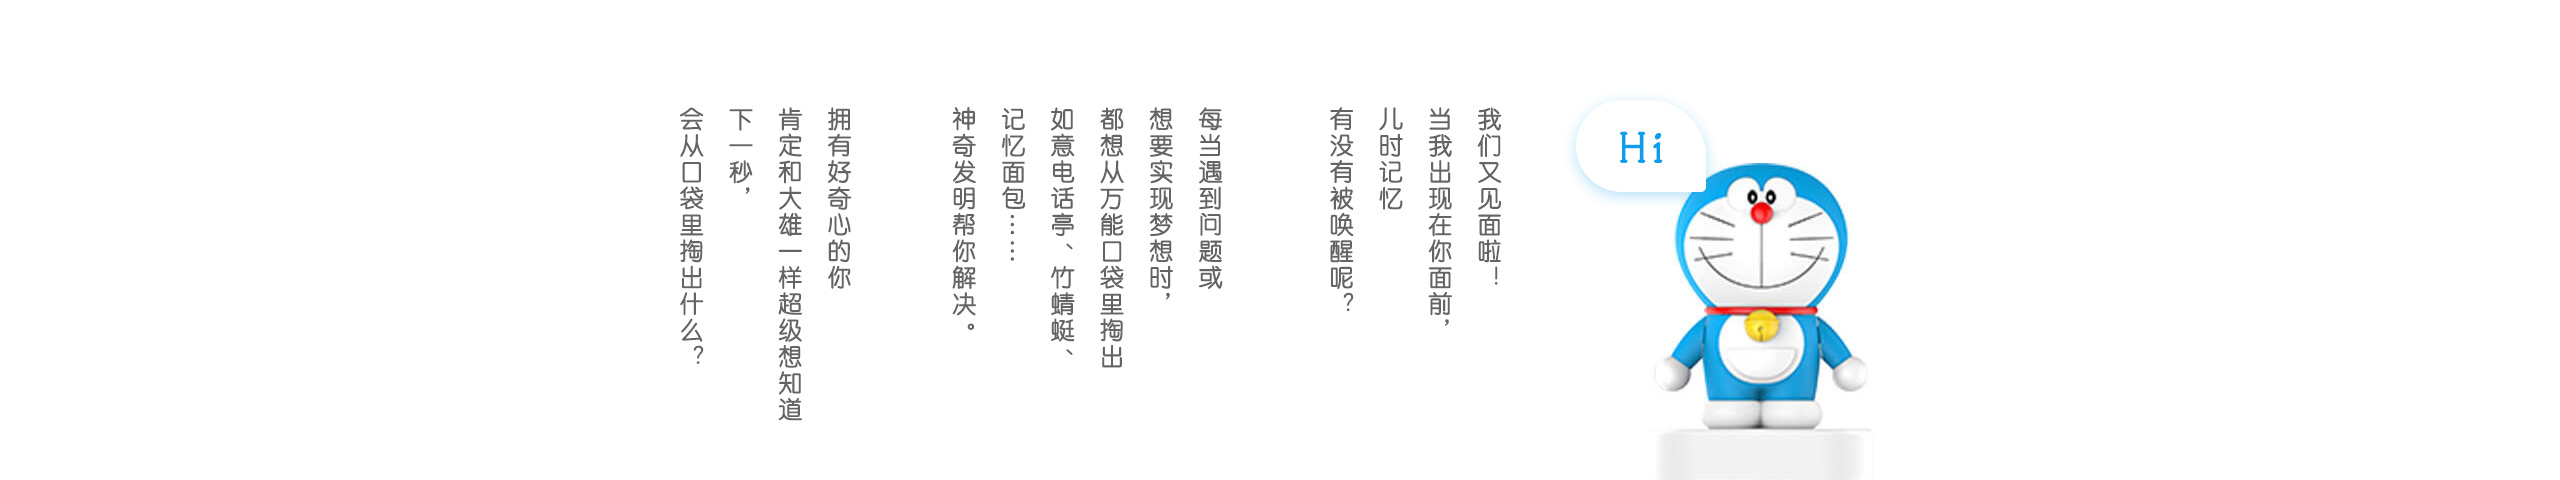 Hi
我们又见面啦！
当我出现在你面前，
儿时记忆
有没有被唤醒呢？
每当遇到问题或
想要实现梦想时，
都想从万能口袋里掏出
如意电话亭、竹蜻蜓、
记忆面包……
神奇发明帮你解决。
拥有好奇心的你
肯定和大雄一样超级想知道
下一秒，
会从口袋里掏出什么？